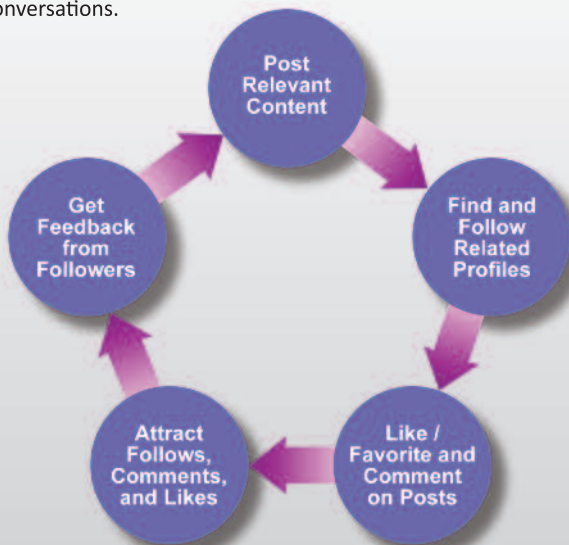 onversations.
Post
Relevant
Content
Find and
Follow
Related
Profiles
Like /
Favorite and
Comment
on Posts
Attract
Follows,
Comments,
and Likes
Get
Feedback
from
Followers